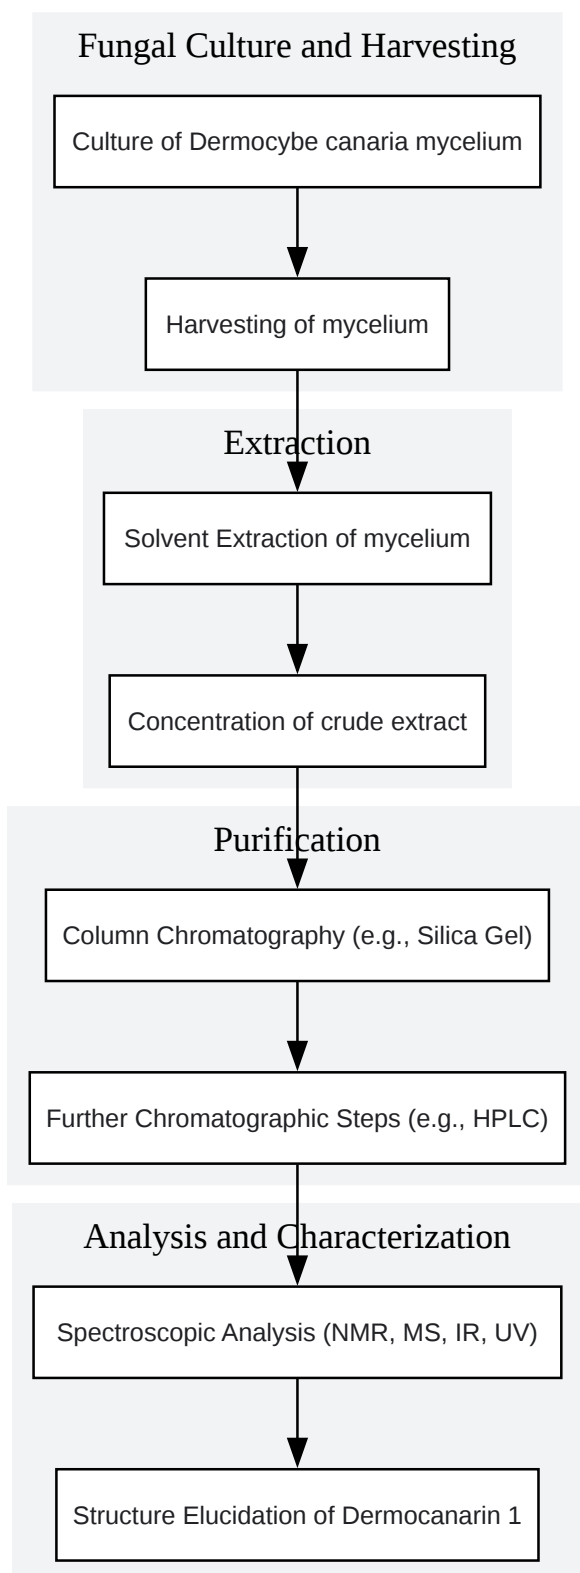 Fungal Culture and Harvesting
Culture of Dermocybe canaria mycelium
Harvesting of mycelium
Extraction
Solvent Extraction of mycelium
Concentration of crude extract
Purification
Column Chromatography (e.g., Silica Gel)
Further Chromatographic Steps (e.g., HPLC)
Analysis and Characterization
Spectroscopic Analysis (NMR, MS, IR, UV)
Structure Elucidation of Dermocanarin 1